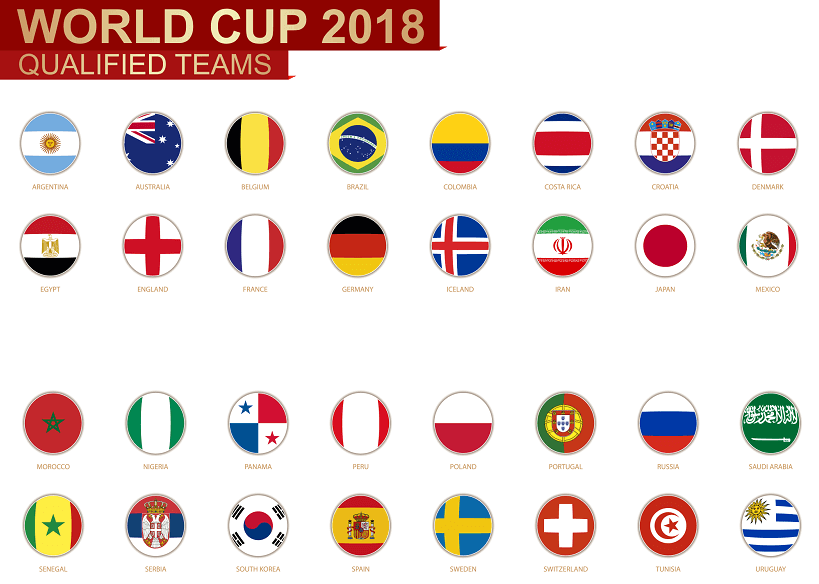 WORLD CUP 2018
QUALIFIED TEAMS
ARGENTINA AUSTRALIA BELGIUM BRAZIL COLOMBIA COSTA RICA CROATIA DENMARK
EGYPT ENGLAND FRANCE GERMANY ICELAND IRAN JAPAN MEXICO
MOROCCO NIGERIA PANAMA PERU POLAND PORTUGAL RUSSIA SAUDI ARABIA
SENEGAL SERBIA SOUTH KOREA SPAIN SWEDEN SWITZERLAND TUNISIA URUGUAY